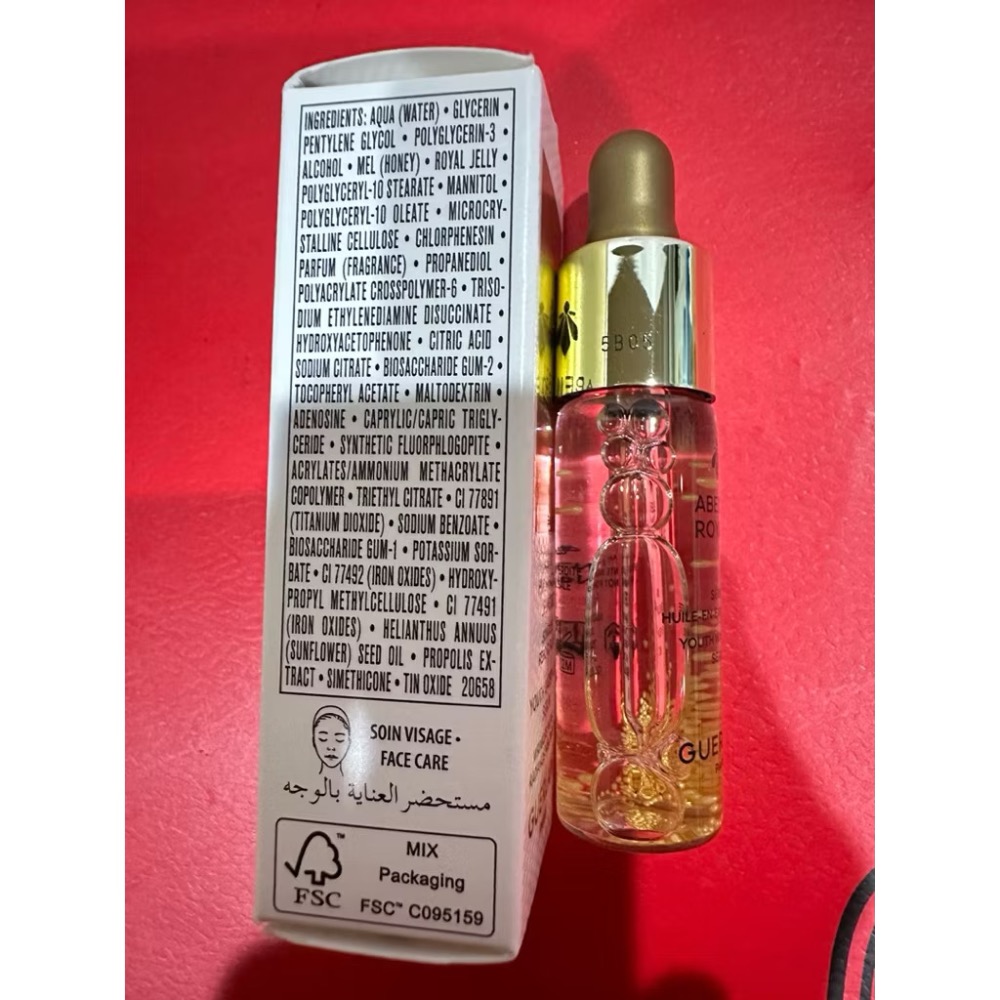 INGREDIENTS: AQUA (WATER) • GLYCERIN •
PENTYLENE GLYCOL • POLYGLYCERIN-3 •
ALCOHOL • MEL (HONEY) • ROYAL JELLY •
POLYGLYCERYL-10 STEARATE • MANNITOL •
POLYGLYCERYL-10 OLEATE • MICROCRY-
STALLINE CELLULOSE • CHLORPHENESIN •
PARFUM (FRAGRANCE) • PROPANEDIOL •
POLYACRYLATE CROSSPOLYMER-6 • TRISO-
DIUM ETHYLENEDIAMINE DISUCCINATE •
HYDROXYACETOPHENONE • CITRIC ACID •
SODIUM CITRATE • BIOSACCHARIDE GUM-2 •
TOCOPHERYL ACETATE • MALTODEXTRIN •
ADENOSINE • CAPRYLIC/CAPRIC TRIGLY-
CERIDE • SYNTHETIC FLUORPHLOGOPITE •
ACRYLATES/AMMONIUM METHACRYLATE
COPOLYMER • TRIETHYL CITRATE • CI 77891
(TITANIUM DIOXIDE) • SODIUM BENZOATE •
BIOSACCHARIDE GUM-1 • POTASSIUM SOR-
BATE • CI 77492 (IRON OXIDES) • HYDROXY-
PROPYL METHYLCELLULOSE • CI 77491
(IRON OXIDES) • HELIANTHUS ANNUUS
(SUNFLOWER) SEED OIL • PROPOLIS EX-
TRACT • SIMETHICONE • TIN OXIDE 20658
SOIN VISAGE •
FACE CARE
مستحضر العناية بالوجه
FSC™
MIX
Packaging
FSC™ C095159
ABE
RO
HUILE-EN-
YOUTH
GUER